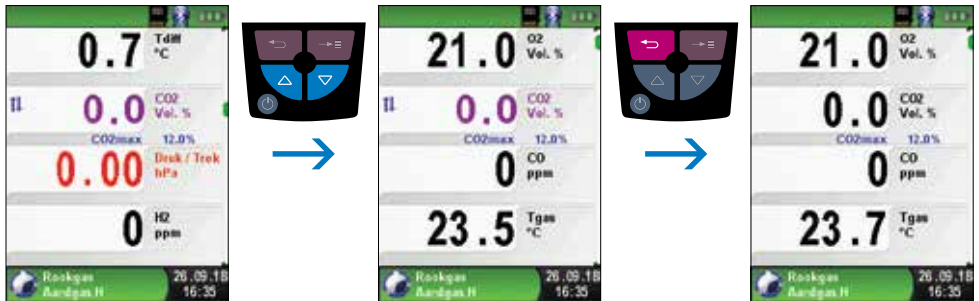 0.7 Tdiff
°C
0.0 CO2
Vol. %
CO2max 12.0%
0.00 Druk / Trek
hPa
0 H2
ppm
Rookgas 26.09.18
Aardgas H 16:35
21.0 O2
Vol. %
0.0 CO2
Vol. %
CO2max 12.0%
0 CO
ppm
23.5 Tgas
°C
Rookgas 26.09.18
Aardgas H 16:35
21.0 O2
Vol. %
0.0 CO2
Vol. %
CO2max 12.0%
0 CO
ppm
23.7 Tgas
°C
Rookgas 26.09.18
Aardgas H 16:35